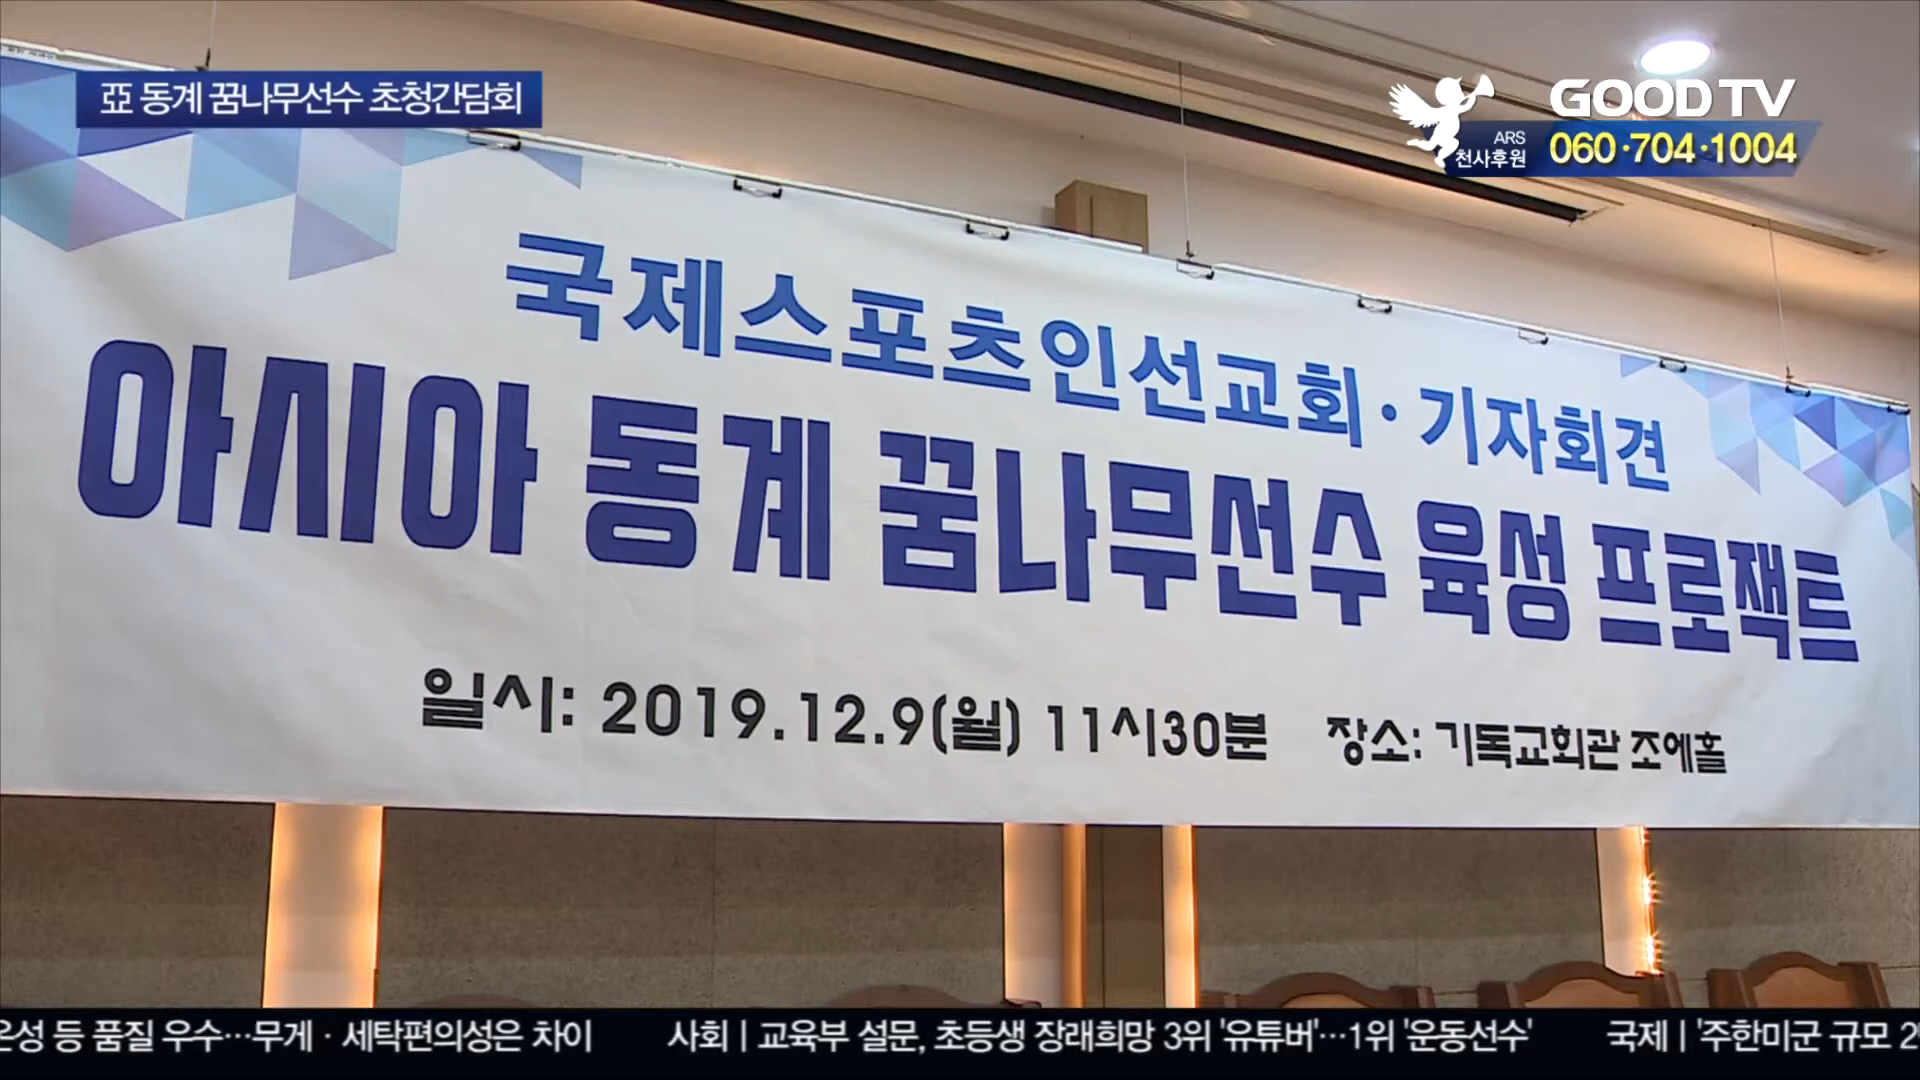 亞 동계 꿈나무선수 초청간담회
GOODTV
ARS
천사후원
060·704·1004
국제스포츠인선교회·기자회견
아시아 동계 꿈나무선수 육성 프로잭트
일시: 2019.12.9(월) 11시30분 장소: 기독교회관 조에홀
온성 등 품질 우수…무게·세탁편의성은 차이 사회 | 교육부 설문, 초등생 장래희망 3위 '유튜버'…1위 '운동선수' 국제 | '주한미군 규모